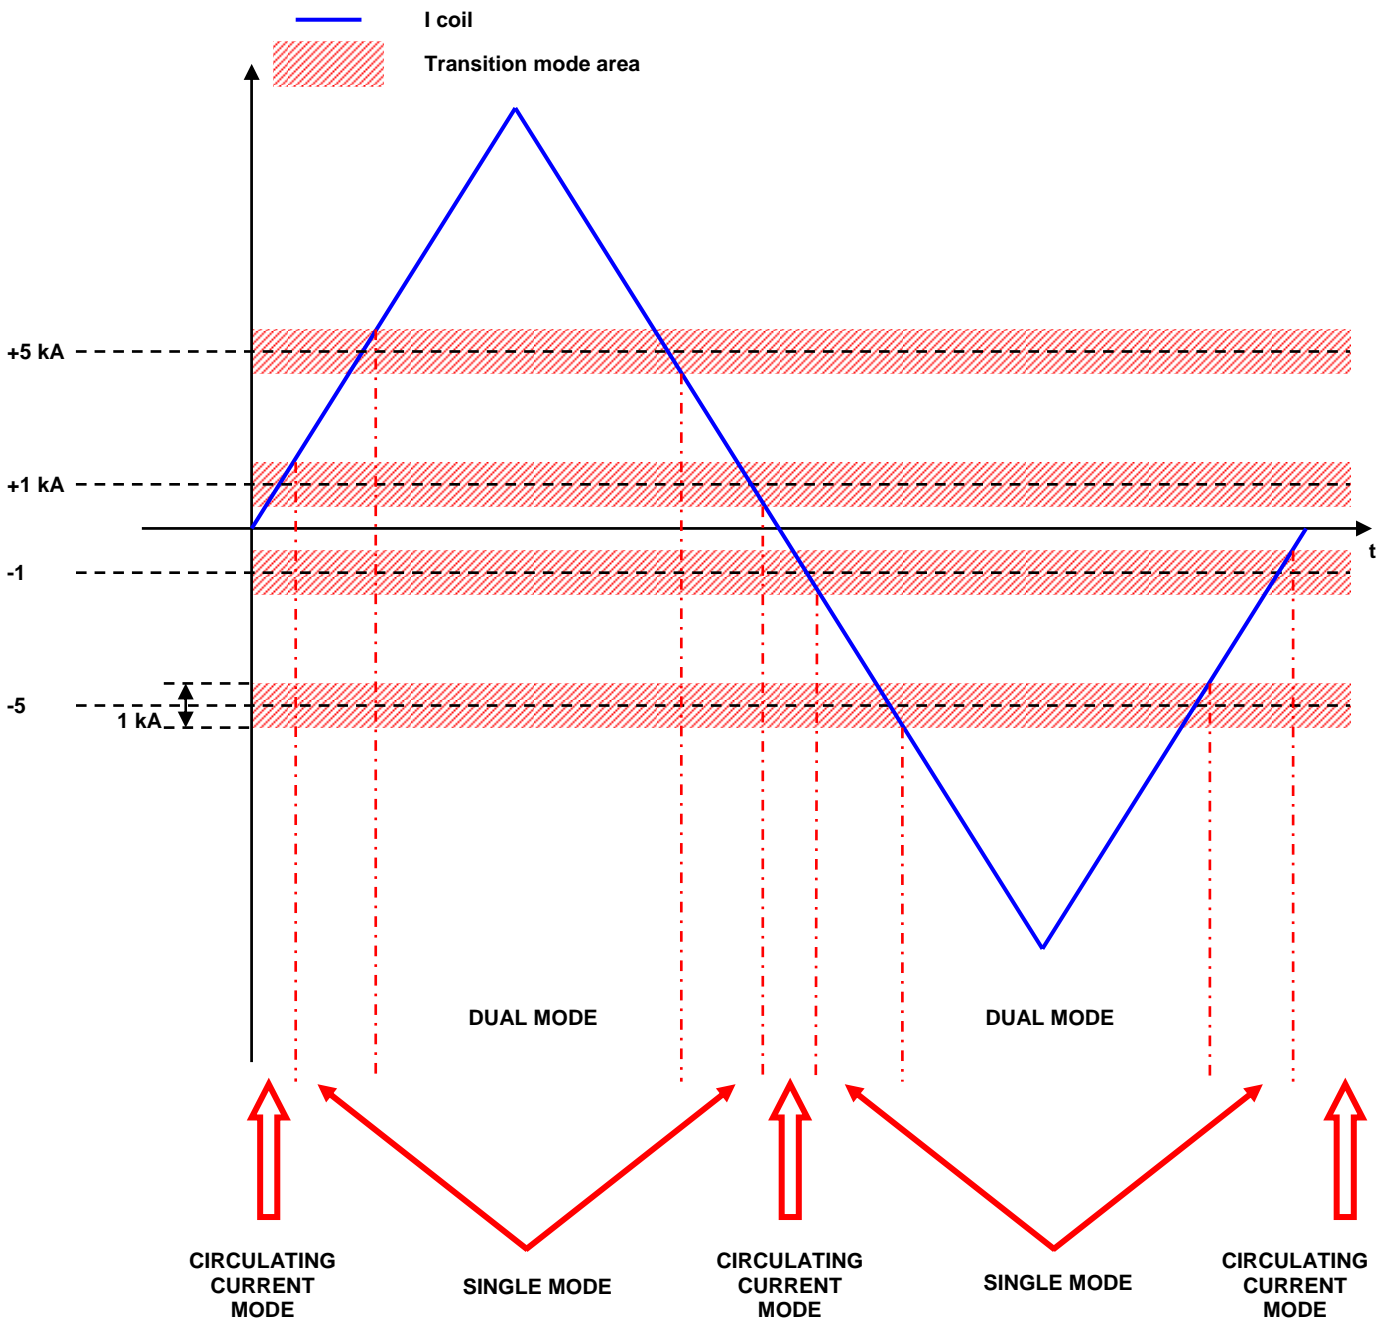 I coil
Transition mode area
+5 kA
+1 kA
t
-1
-5
1 kA
DUAL MODE
DUAL MODE
CIRCULATING
CURRENT
MODE
SINGLE MODE
CIRCULATING
CURRENT
MODE
SINGLE MODE
CIRCULATING
CURRENT
MODE